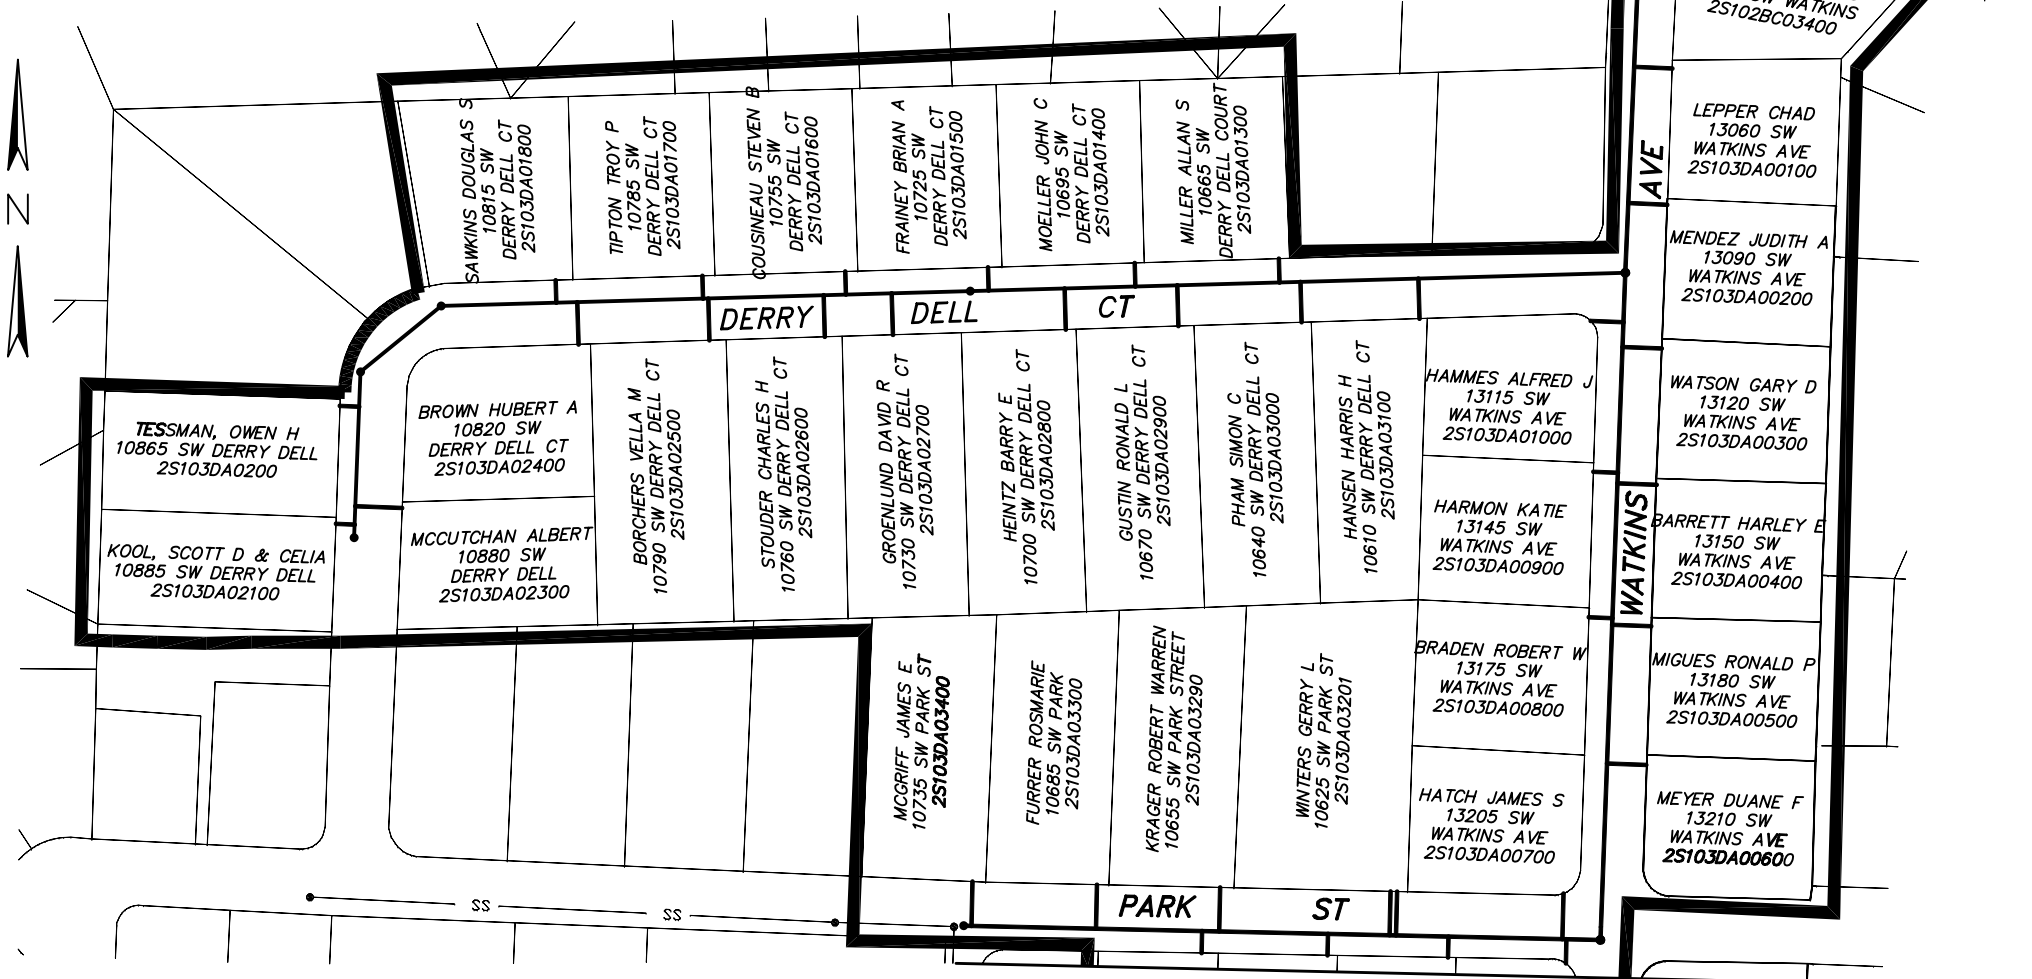 SW WATKINS
2S102BC03400
N
SAWKINS DOUGLAS S
10815 SW
DERRY DELL CT
2S103DA01800
TIPTON TROY P
10785 SW
DERRY DELL CT
2S103DA01700
COUSINEAU STEVEN B
10755 SW
DERRY DELL CT
2S103DA01600
FRAINEY BRIAN A
10725 SW
DERRY DELL CT
2S103DA01500
MOELLER JOHN C
10695 SW
DERRY DELL CT
2S103DA01400
MILLER ALLAN S
10665 SW
DERRY DELL COURT
2S103DA01300
AVE
LEPPER CHAD
13060 SW
WATKINS AVE
2S103DA00100
MENDEZ JUDITH A
13090 SW
WATKINS AVE
2S103DA00200
DERRY DELL CT
TESSMAN, OWEN H
10865 SW DERRY DELL
2S103DA0200
BROWN HUBERT A
10820 SW
DERRY DELL CT
2S103DA02400
BORCHERS VELLA M
10790 SW DERRY DELL CT
2S103DA02500
STOUDER CHARLES H
10760 SW DERRY DELL CT
2S103DA02600
GROENLUND DAVID R
10730 SW DERRY DELL CT
2S103DA02700
HEINTZ BARRY E
10700 SW DERRY DELL CT
2S103DA02800
GUSTIN RONALD L
10670 SW DERRY DELL CT
2S103DA02900
PHAM SIMON C
10640 SW DERRY DELL CT
2S103DA03000
HANSEN HARRIS H
10610 SW DERRY DELL CT
2S103DA03100
HAMMES ALFRED J
13115 SW
WATKINS AVE
2S103DA01000
WATSON GARY D
13120 SW
WATKINS AVE
2S103DA00300
KOOL, SCOTT D & CELIA
10885 SW DERRY DELL
2S103DA02100
MCCUTCHAN ALBERT
10880 SW
DERRY DELL
2S103DA02300
HARMON KATIE
13145 SW
WATKINS AVE
2S103DA00900
WATKINS
BARRETT HARLEY E
13150 SW
WATKINS AVE
2S103DA00400
MCGRIFF JAMES E
10735 SW PARK ST
2S103DA03400
FURRER ROSMARIE
10685 SW PARK
2S103DA03300
KRAGER ROBERT WARREN
10655 SW PARK STREET
2S103DA03290
WINTERS GERRY L
10625 SW PARK ST
2S103DA03201
BRADEN ROBERT W
13175 SW
WATKINS AVE
2S103DA00800
MIGUES RONALD P
13180 SW
WATKINS AVE
2S103DA00500
HATCH JAMES S
13205 SW
WATKINS AVE
2S103DA00700
MEYER DUANE F
13210 SW
WATKINS AVE
2S103DA00600
SS
SS
PARK ST